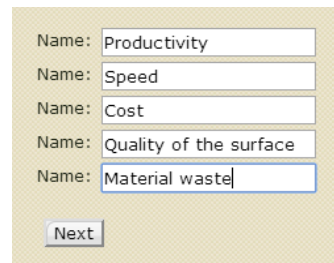 Name: Productivity
Name: Speed
Name: Cost
Name: Quality of the surface
Name: Material waste
Next